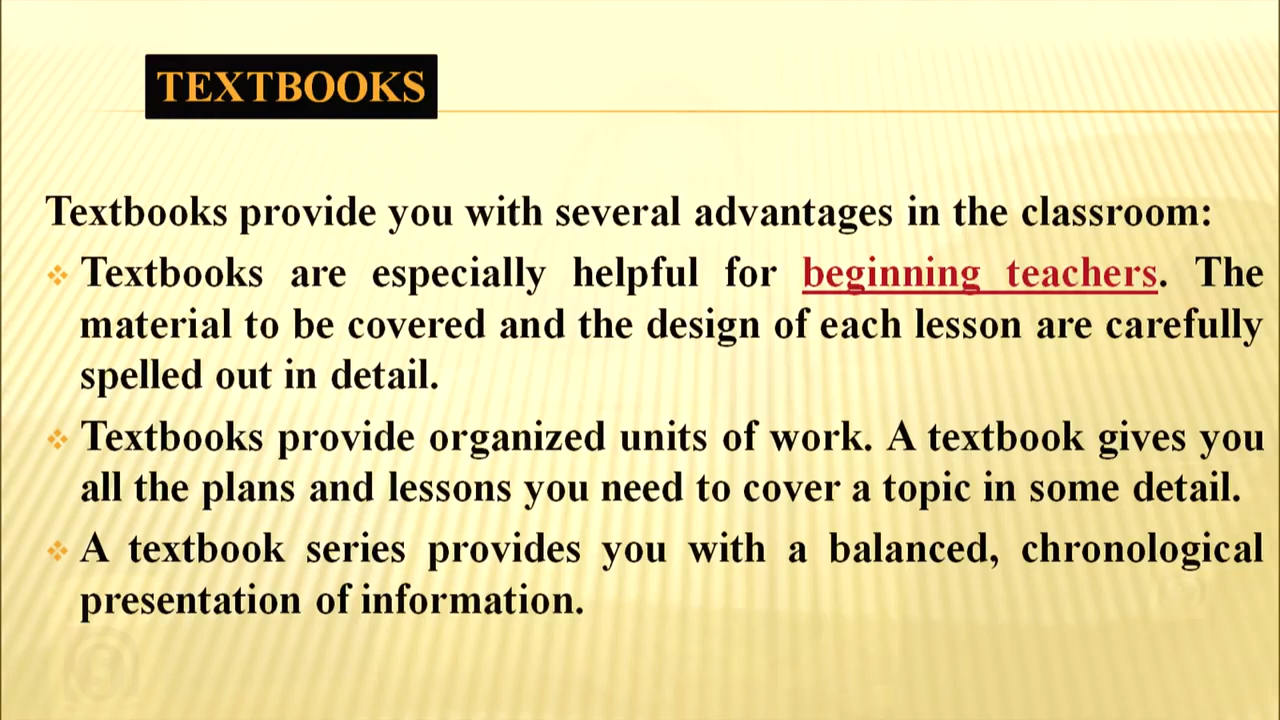 TEXTBOOKS
Textbooks provide you with several advantages in the classroom:
❖ Textbooks are especially helpful for beginning teachers. The
material to be covered and the design of each lesson are carefully
spelled out in detail.
❖ Textbooks provide organized units of work. A textbook gives you
all the plans and lessons you need to cover a topic in some detail.
❖ A textbook series provides you with a balanced, chronological
presentation of information.